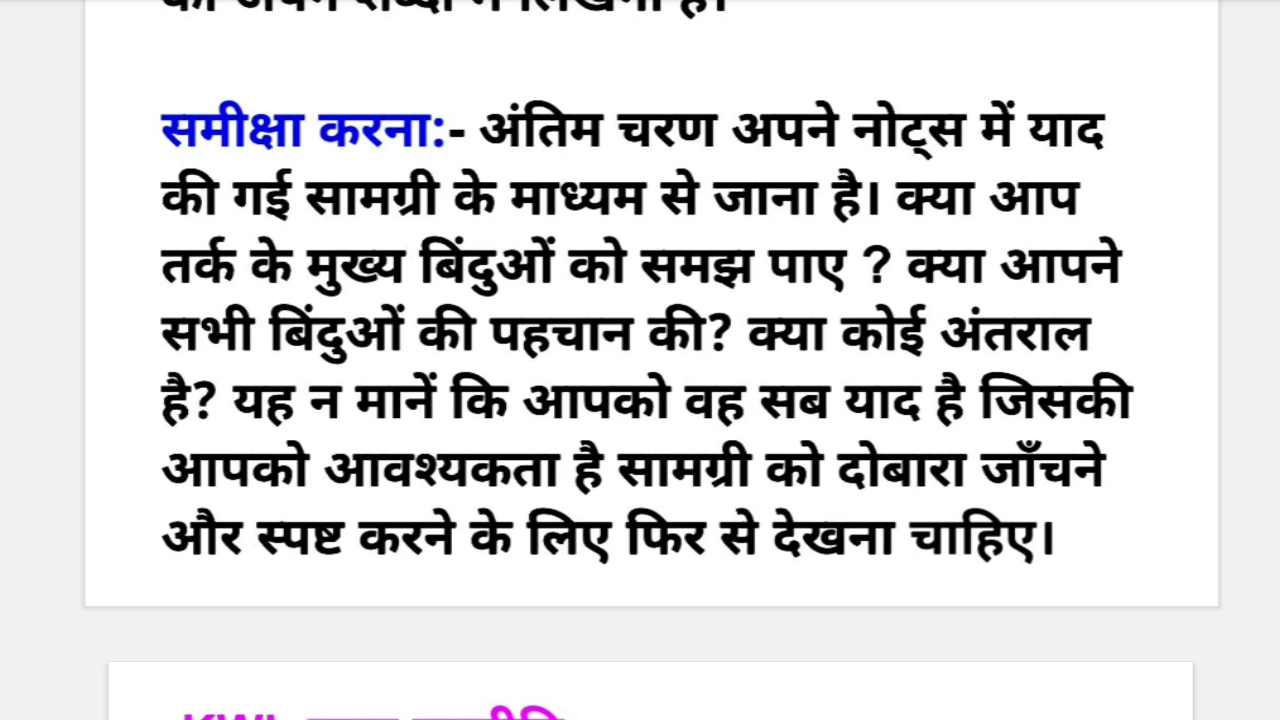 समीक्षा करना:- अंतिम चरण अपने नोट्स में याद
की गई सामग्री के माध्यम से जाना है। क्या आप
तर्क के मुख्य बिंदुओं को समझ पाए ? क्या आपने
सभी बिंदुओं की पहचान की? क्या कोई अंतराल
है? यह न मानें कि आपको वह सब याद है जिसकी
आपको आवश्यकता है सामग्री को दोबारा जाँचने
और स्पष्ट करने के लिए फिर से देखना चाहिए।